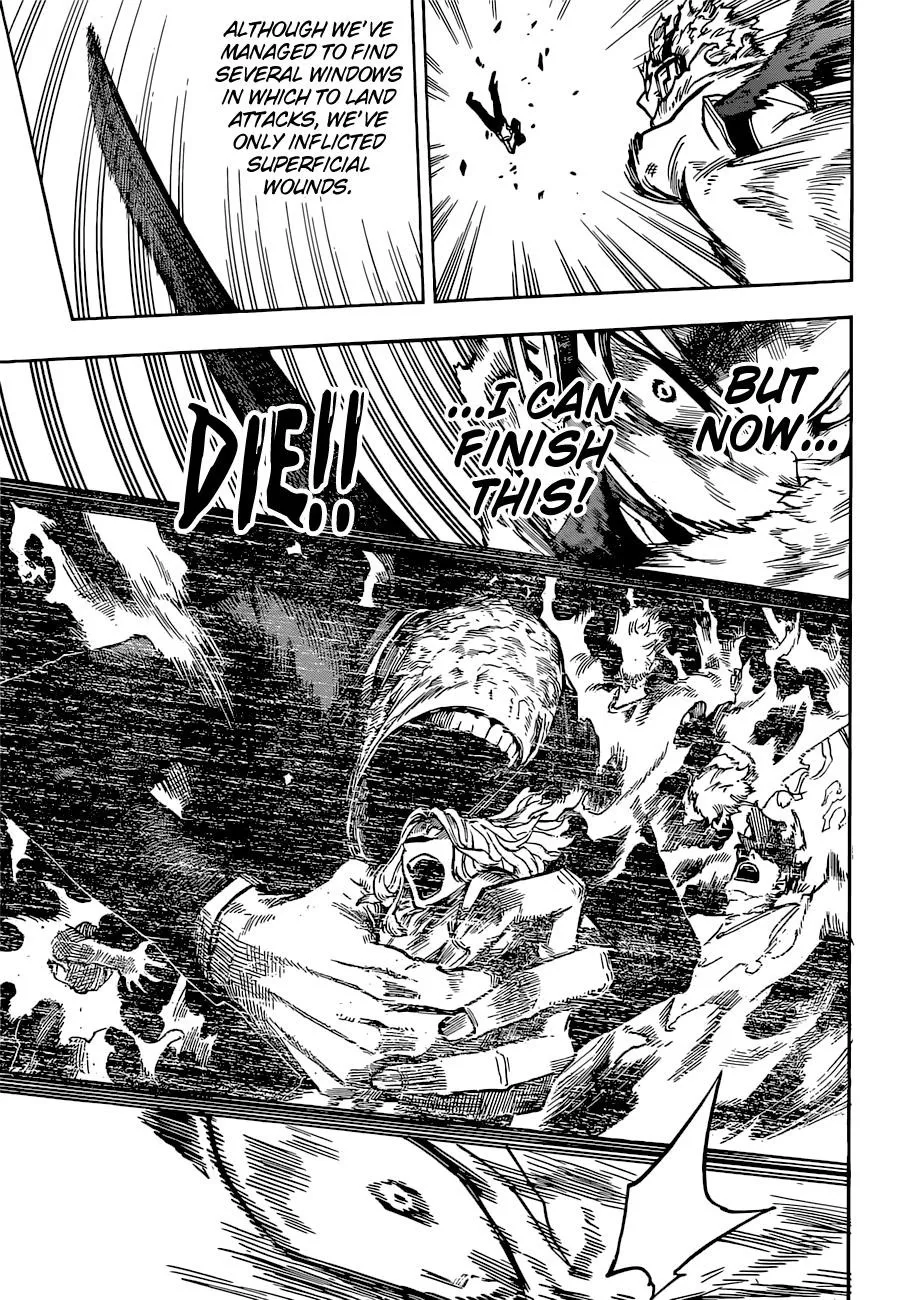 ALTHOUGH WE'VE
MANAGED TO FIND
SEVERAL WINDOWS
IN WHICH TO LAND
ATTACKS, WE'VE
ONLY INFLICTED
SUPERFICIAL
WOUNDS.
BUT
NOW...
...I CAN
FINISH
THIS!
DIE!!